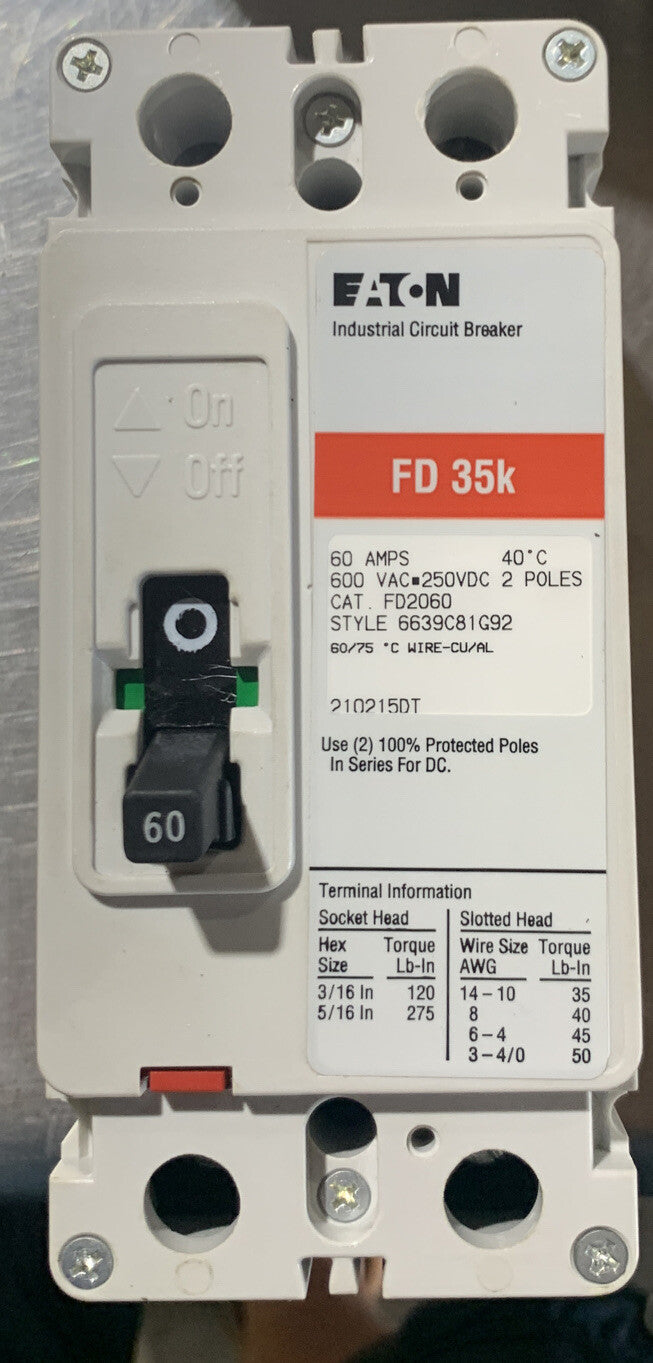 △ On
▽ Off
O
60
EATON
Industrial Circuit Breaker
FD 35k
60 AMPS 40°C
600 VAC▪250VDC 2 POLES
CAT. FD2060
STYLE 6639C81G92
60/75 °C WIRE-CU/AL
210215DT
Use (2) 100% Protected Poles
In Series For DC.
Terminal Information
Socket Head
Hex Torque
Size Lb-In
3/16 In 120
5/16 In 275
Slotted Head
Wire Size Torque
AWG Lb-In
14-10 35
8 40
6-4 45
3-4/0 50